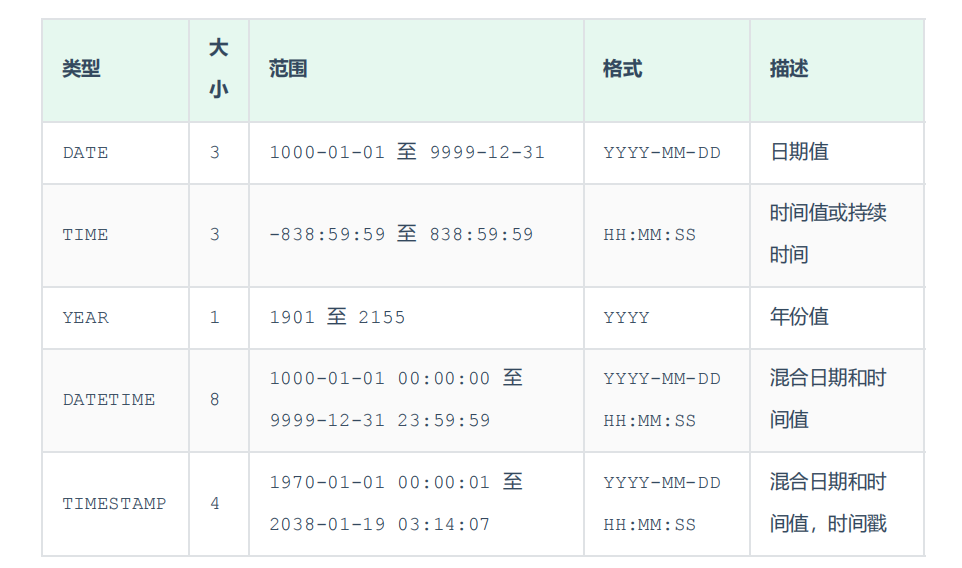 类型 大小 范围 格式 描述
DATE 3 1000-01-01 至 9999-12-31 YYYY-MM-DD 日期值
TIME 3 -838:59:59 至 838:59:59 HH:MM:SS 时间值或持续
时间
YEAR 1 1901 至 2155 YYYY 年份值
DATETIME 8 1000-01-01 00:00:00 至
9999-12-31 23:59:59 YYYY-MM-DD
HH:MM:SS 混合日期和时
间值
TIMESTAMP 4 1970-01-01 00:00:01 至
2038-01-19 03:14:07 YYYY-MM-DD
HH:MM:SS 混合日期和时
间值，时间戳